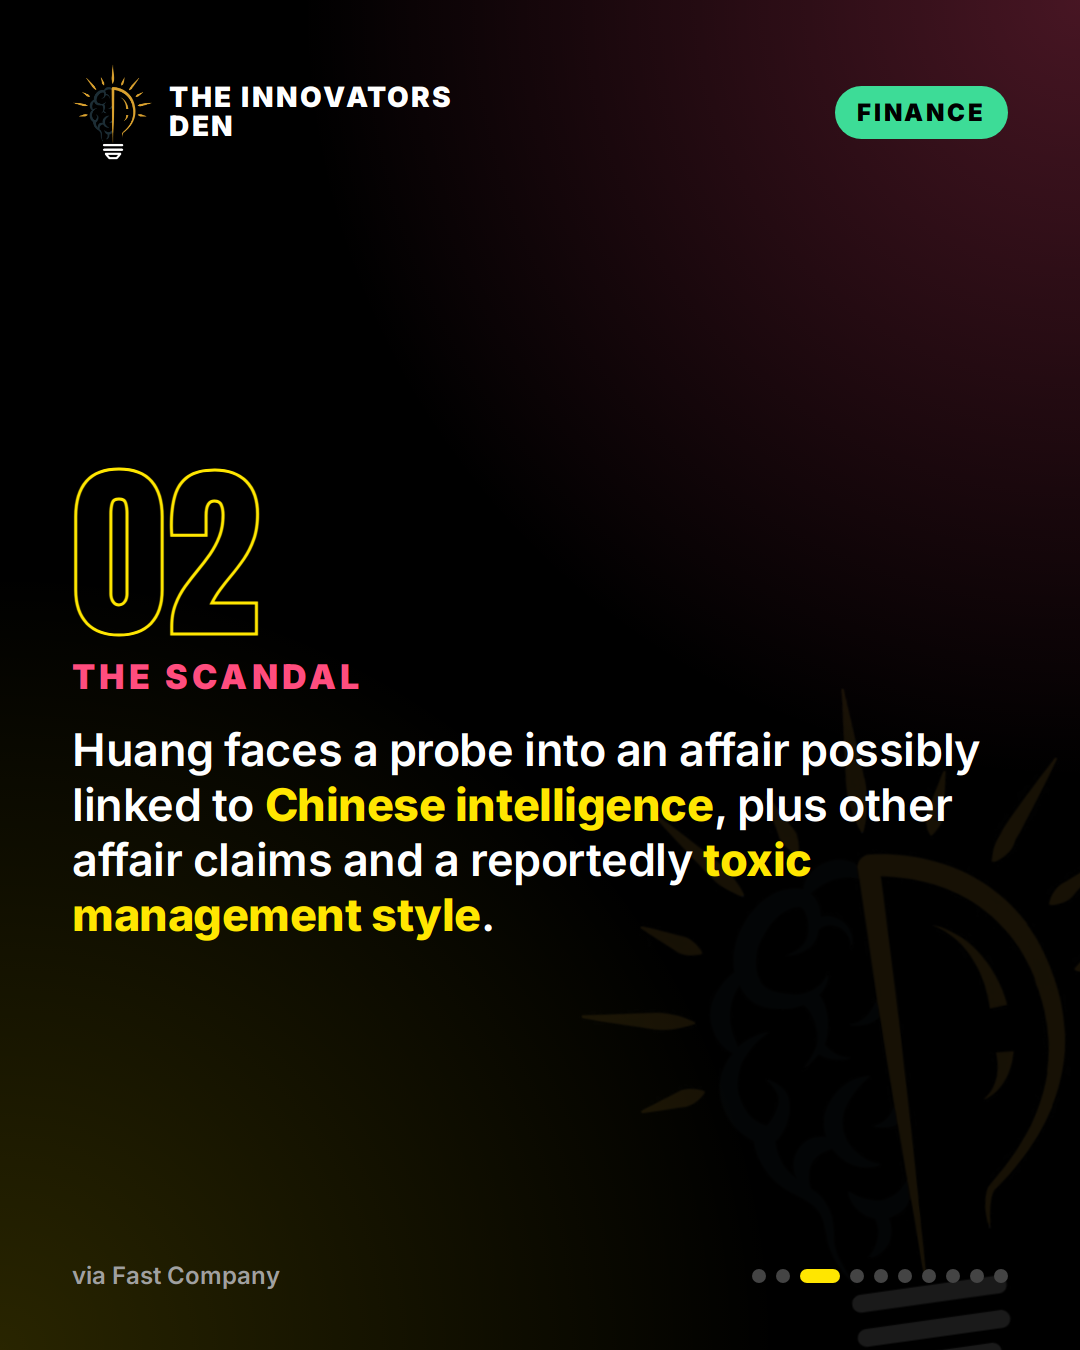 THE INNOVATORS
DEN
FINANCE
02
THE SCANDAL
Huang faces a probe into an affair possibly
linked to Chinese intelligence, plus other
affair claims and a reportedly toxic
management style.
via Fast Company